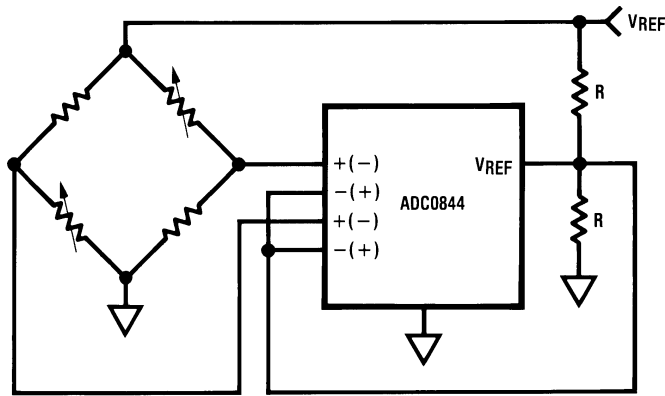 VREF
R
+(−)
−(+)
+(−)
−(+)
VREF
ADC0844
R